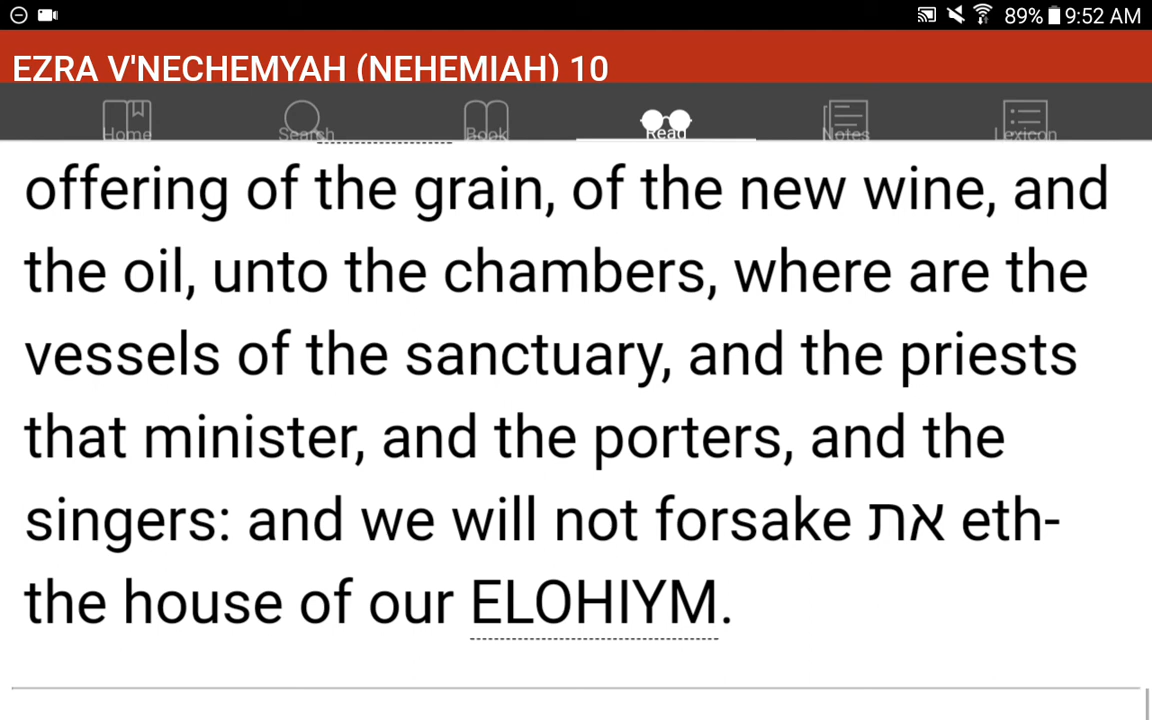 89% 9:52 AM
EZRA V'NECHEMYAH (NEHEMIAH) 10
Home Search Book Read Notes Lexicon
offering of the grain, of the new wine, and
the oil, unto the chambers, where are the
vessels of the sanctuary, and the priests
that minister, and the porters, and the
singers: and we will not forsake את eth-
the house of our ELOHIYM.